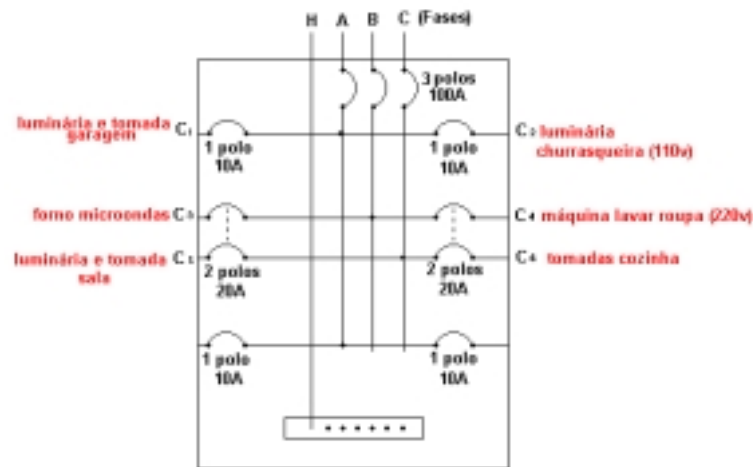 H A B C (Fases)
3 polos
100A
luminária e tomada
garagem
C₁
1 polo
10A
1 polo
10A
C₂
luminária
churrasqueira (110v)
forno microondas
C₃
C₄
máquina lavar roupa (220v)
luminária e tomada
sala
C₅
2 polos
20A
2 polos
20A
tomadas cozinha
1 polo
10A
1 polo
10A